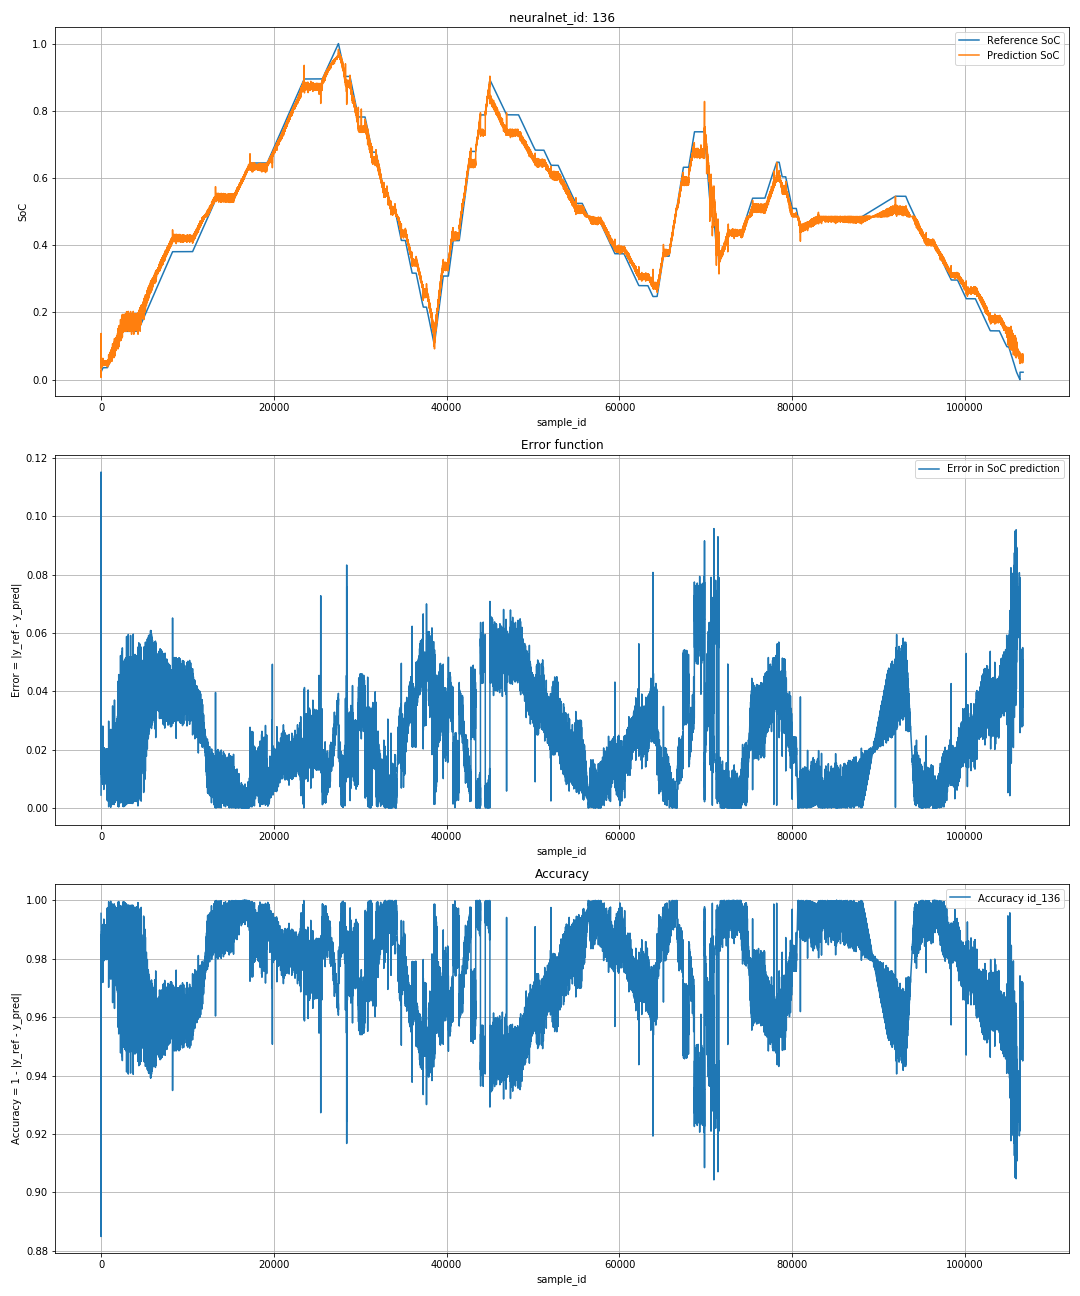 neuralnet_id: 136
Reference SoC
Prediction SoC
1.0
0.8
0.6
0.4
0.2
0.0
SoC
0 20000 40000 60000 80000 100000
sample_id
Error function
Error in SoC prediction
0.12
0.10
0.08
0.06
0.04
0.02
0.00
Error = |y_ref - y_pred|
0 20000 40000 60000 80000 100000
sample_id
Accuracy
Accuracy id_136
1.00
0.98
0.96
0.94
0.92
0.90
0.88
Accuracy = 1 - |y_ref - y_pred|
0 20000 40000 60000 80000 100000
sample_id